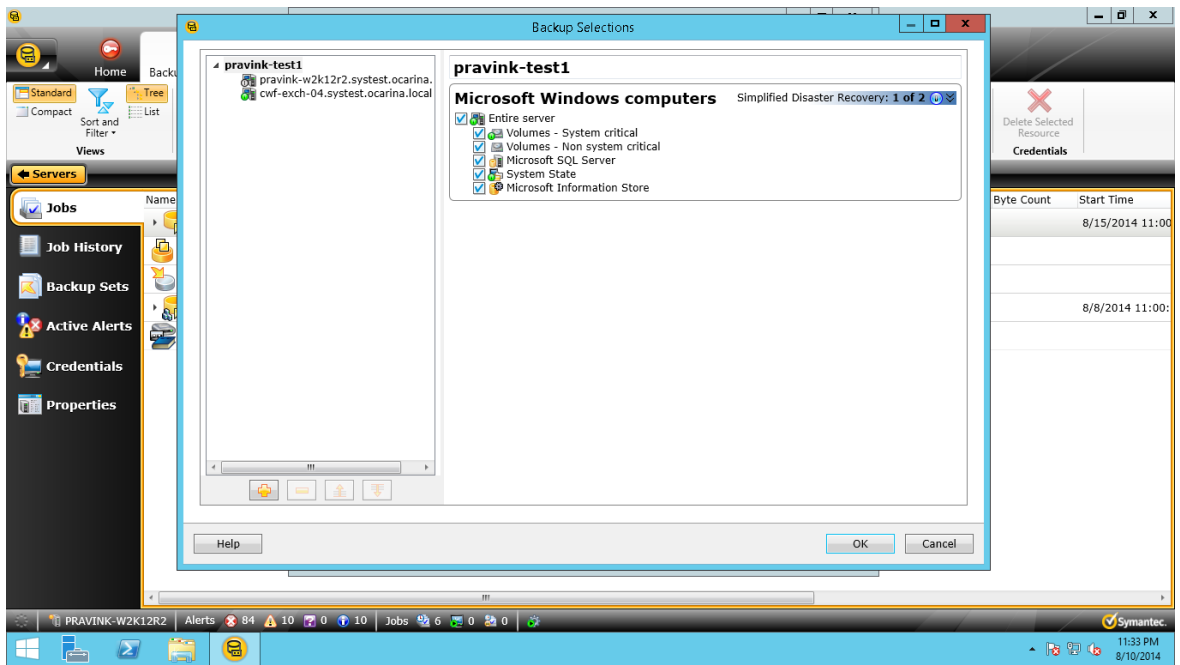 Backup Selections
Home
Backu
Standard
Compact
Sort and
Filter
Tree
List
Views
Delete Selected
Resource
Credentials
Servers
Jobs
Job History
Backup Sets
Active Alerts
Credentials
Properties
Name
Byte Count
Start Time
8/15/2014 11:00
8/8/2014 11:00:
pravink-test1
pravink-w2k12r2.systest.ocarina.
cwf-exch-04.systest.ocarina.local
pravink-test1
Microsoft Windows computers
Simplified Disaster Recovery: 1 of 2
Entire server
Volumes - System critical
Volumes - Non system critical
Microsoft SQL Server
System State
Microsoft Information Store
Help
OK
Cancel
PRAVINK-W2K12R2
Alerts 84 10 0 10
Jobs 6 0 0
Symantec.
11:33 PM
8/10/2014